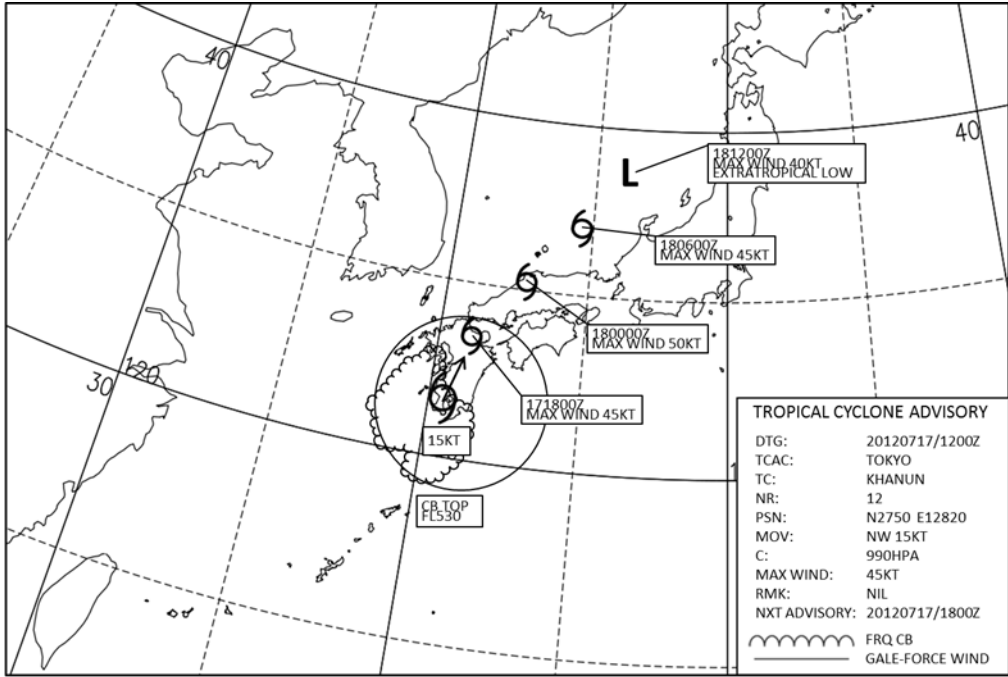 40
40
181200Z
MAX WIND 40KT
EXTRATROPICAL LOW
L
180600Z
MAX WIND 45KT
180000Z
MAX WIND 50KT
120
30
171800Z
MAX WIND 45KT
15KT
CB TOP
FL530
TROPICAL CYCLONE ADVISORY
DTG: 20120717/1200Z
TCAC: TOKYO
TC: KHANUN
NR: 12
PSN: N2750 E12820
MOV: NW 15KT
C: 990HPA
MAX WIND: 45KT
RMK: NIL
NXT ADVISORY: 20120717/1800Z
FRQ CB
GALE-FORCE WIND